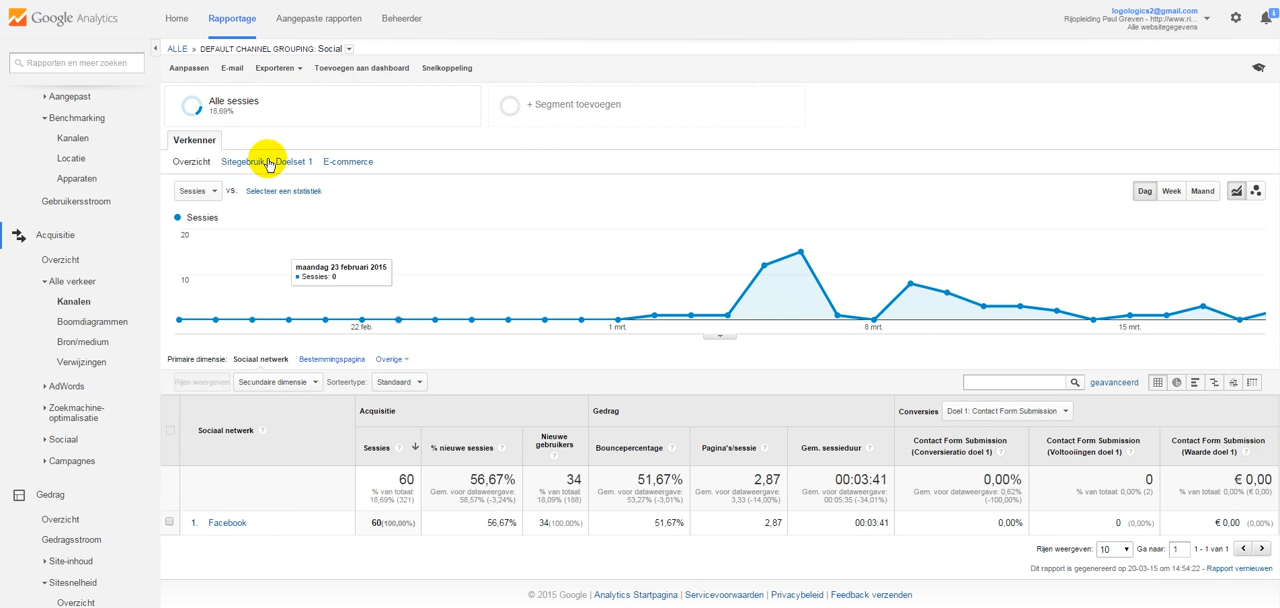 Google Analytics
Home Rapportage Aangepaste rapporten Beheerder
logologics2@gmail.com
Rijopleiding Paul Greven - http://www.ri...
Alle websitegegevens
1
Rapporten en meer zoeken
ALLE » DEFAULT CHANNEL GROUPING: Social
Aanpassen E-mail Exporteren Toevoegen aan dashboard Snelkoppeling
Alle sessies
18,69%
+ Segment toevoegen
Verkenner
Overzicht Sitegebruik Doelset 1 E-commerce
Sessies VS. Selecteer een statistiek
Dag Week Maand
Sessies
20
10
maandag 23 februari 2015
Sessies: 0
22 feb. 1 mrt. 8 mrt. 15 mrt.
Primaire dimensie: Sociaal netwerk Bestemmingspagina Overige
Rijen weergeven Secundaire dimensie Sorteertype: Standaard
geavanceerd
Sociaal netwerk ?
Acquisitie
Gedrag
Conversies Doel 1: Contact Form Submission
Sessies ?
% nieuwe sessies ?
Nieuwe
gebruikers
?
Bouncepercentage ?
Pagina's/sessie ?
Gem. sessieduur ?
Contact Form Submission
(Conversieratio doel 1) ?
Contact Form Submission
(Voltooiingen doel 1) ?
Contact Form Submission
(Waarde doel 1) ?
60
% van totaal:
18,69% (321)
56,67%
Gem. voor dataweergave:
58,57% (-3,24%)
34
% van totaal:
18,09% (188)
51,67%
Gem. voor dataweergave:
53,27% (-3,01%)
2,87
Gem. voor dataweergave:
3,33 (-14,00%)
00:03:41
Gem. voor dataweergave:
00:05:35 (-34,01%)
0,00%
Gem. voor dataweergave: 0,62%
(-100,00%)
0
% van totaal: 0,00% (2)
€ 0,00
% van totaal: 0,00% (€ 0,00)
1. Facebook 60(100,00%) 56,67% 34(100,00%) 51,67% 2,87 00:03:41 0,00% 0 (0,00%) € 0,00 (0,00%)
Rijen weergeven: 10 Ga naar: 1 1 - 1 van 1
Dit rapport is gegenereerd op 20-03-15 om 14:54:22 - Rapport vernieuwen
© 2015 Google | Analytics Startpagina | Servicevoorwaarden | Privacybeleid | Feedback verzenden
Aangepast
Benchmarking
Kanalen
Locatie
Apparaten
Gebruikersstroom
Acquisitie
Overzicht
Alle verkeer
Kanalen
Boomdiagrammen
Bron/medium
Verwijzingen
AdWords
Zoekmachine-
optimalisatie
Sociaal
Campagnes
Gedrag
Overzicht
Gedragsstroom
Site-inhoud
Sitesnelheid
Overzicht